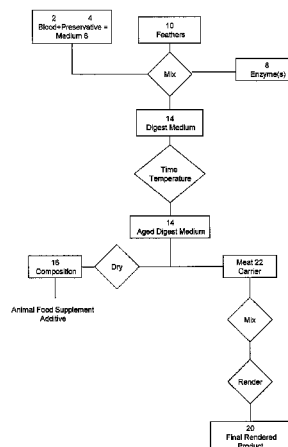 2 4
Blood+Preservative =
Medium 6
10
Feathers
Mix
8
Enzyme(s)
14
Digest Medium
Time
Temperature
14
Aged Digest Medium
16
Composition
Dry
Meat 22
Carrier
Animal Food Supplement
Additive
Mix
Render
20
Final Rendered
Product